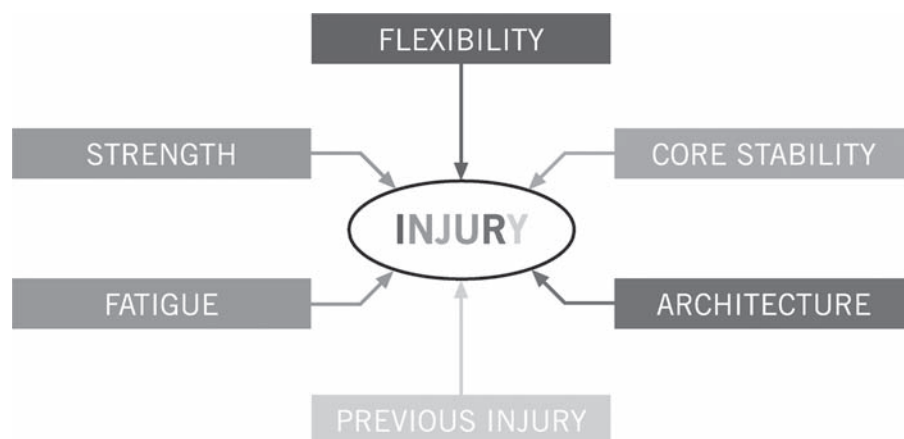 FLEXIBILITY
STRENGTH
CORE STABILITY
INJURY
FATIGUE
ARCHITECTURE
PREVIOUS INJURY